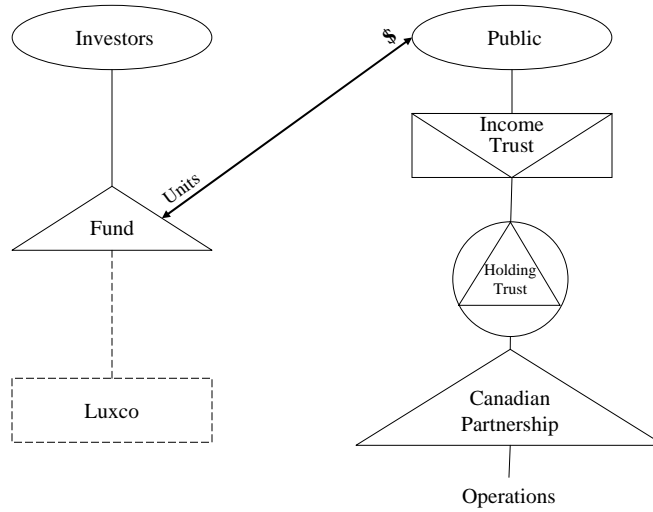 Investors
Public
$
Units
Income
Trust
Fund
Holding
Trust
Luxco
Canadian
Partnership
Operations